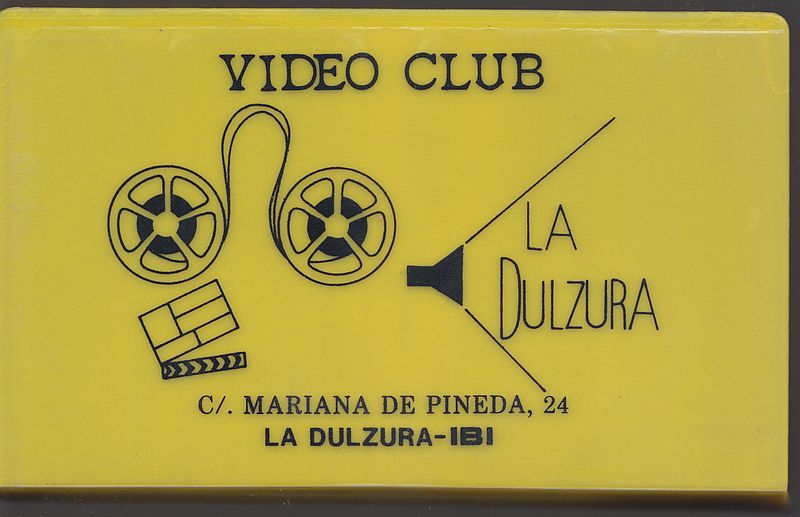 VIDEO CLUB
LA
DULZURA
C/. MARIANA DE PINEDA, 24
LA DULZURA-IBI